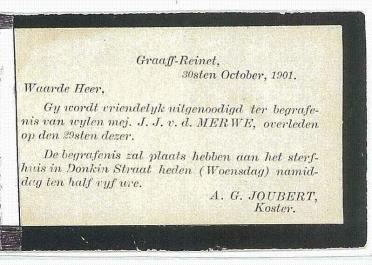 Graaff-Reinet,
30sten October, 1901.
Waarde Heer,
Gy wordt vriendelyk uitgenoodigd ter begrafe-
nis van wylen mej. J. J. v. d. MERWE, overleden
op den 29sten dezer.
De begrafenis zal plaats hebben aan het sterf-
huis in Donkin Straat heden (Woensdag) namid-
dag ten half vyf ure.
A. G. JOUBERT,
Koster.